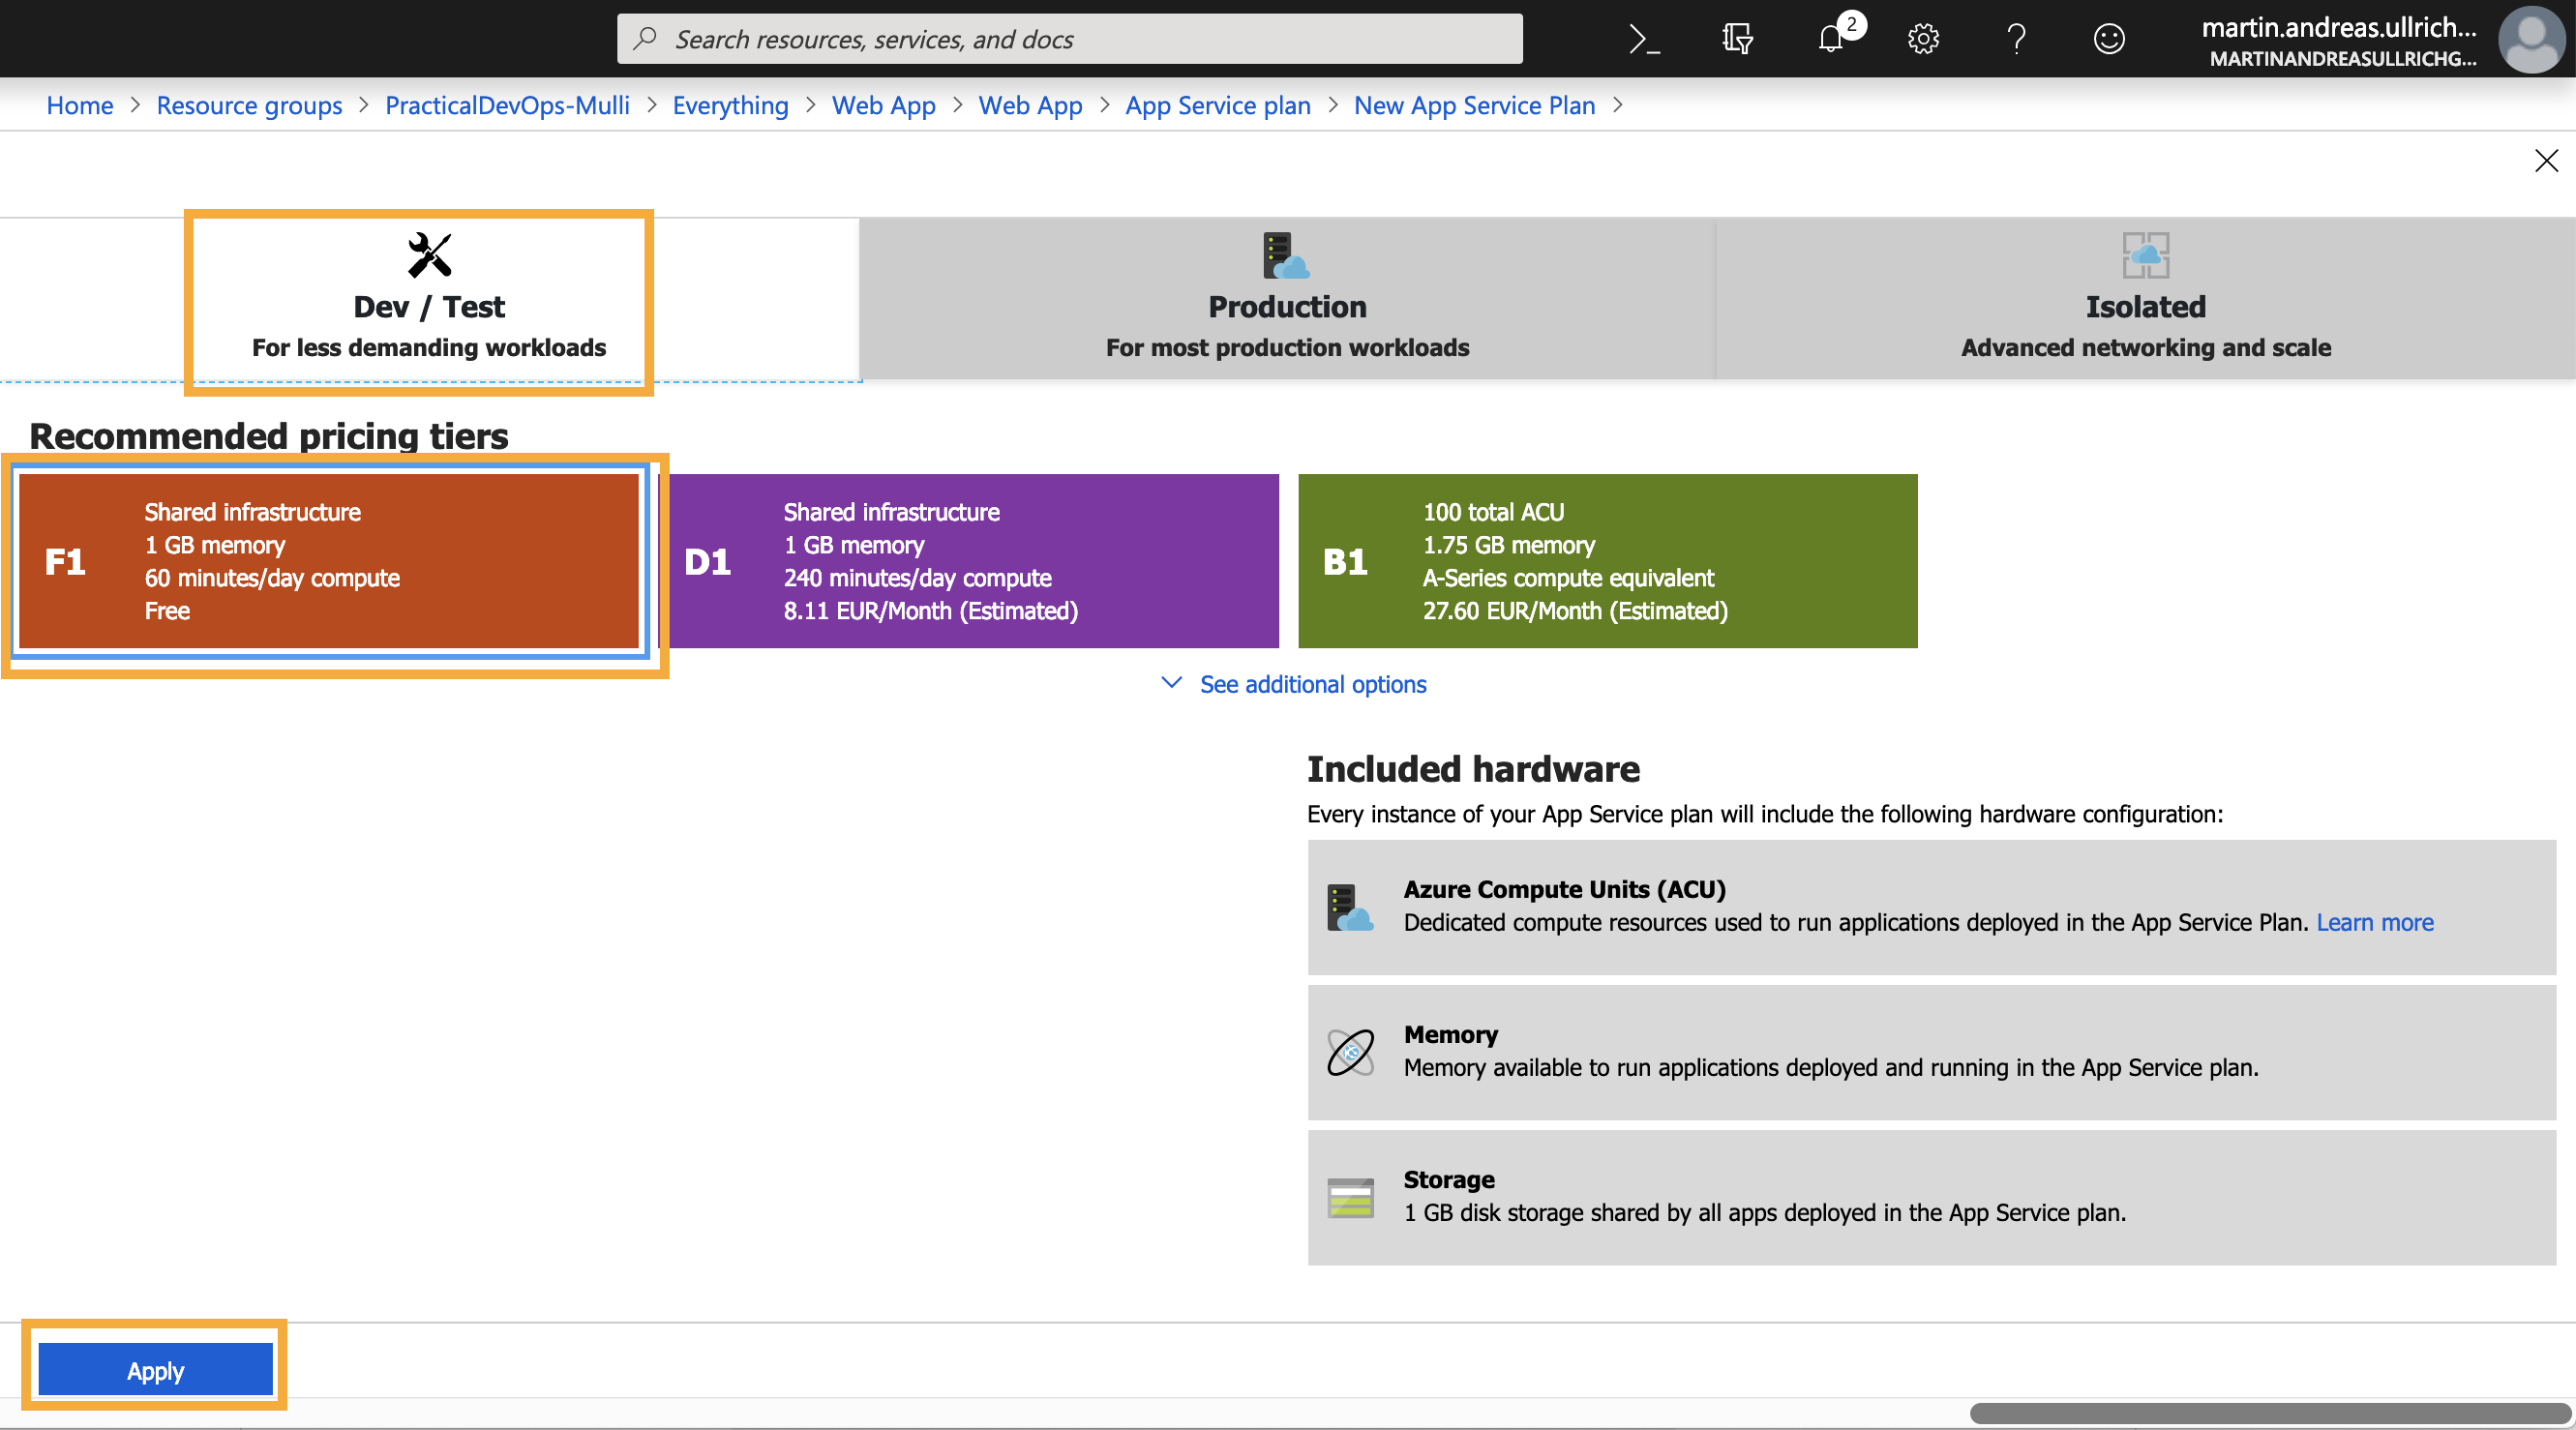 Search resources, services, and docs
2
martin.andreas.ullrich...
MARTINANDREASULLRICHG...
Home > Resource groups > PracticalDevOps-Mulli > Everything > Web App > Web App > App Service plan > New App Service Plan >
Dev / Test
For less demanding workloads
Production
For most production workloads
Isolated
Advanced networking and scale
Recommended pricing tiers
F1
Shared infrastructure
1 GB memory
60 minutes/day compute
Free
D1
Shared infrastructure
1 GB memory
240 minutes/day compute
8.11 EUR/Month (Estimated)
B1
100 total ACU
1.75 GB memory
A-Series compute equivalent
27.60 EUR/Month (Estimated)
See additional options
Included hardware
Every instance of your App Service plan will include the following hardware configuration:
Azure Compute Units (ACU)
Dedicated compute resources used to run applications deployed in the App Service Plan. Learn more
Memory
Memory available to run applications deployed and running in the App Service plan.
Storage
1 GB disk storage shared by all apps deployed in the App Service plan.
Apply